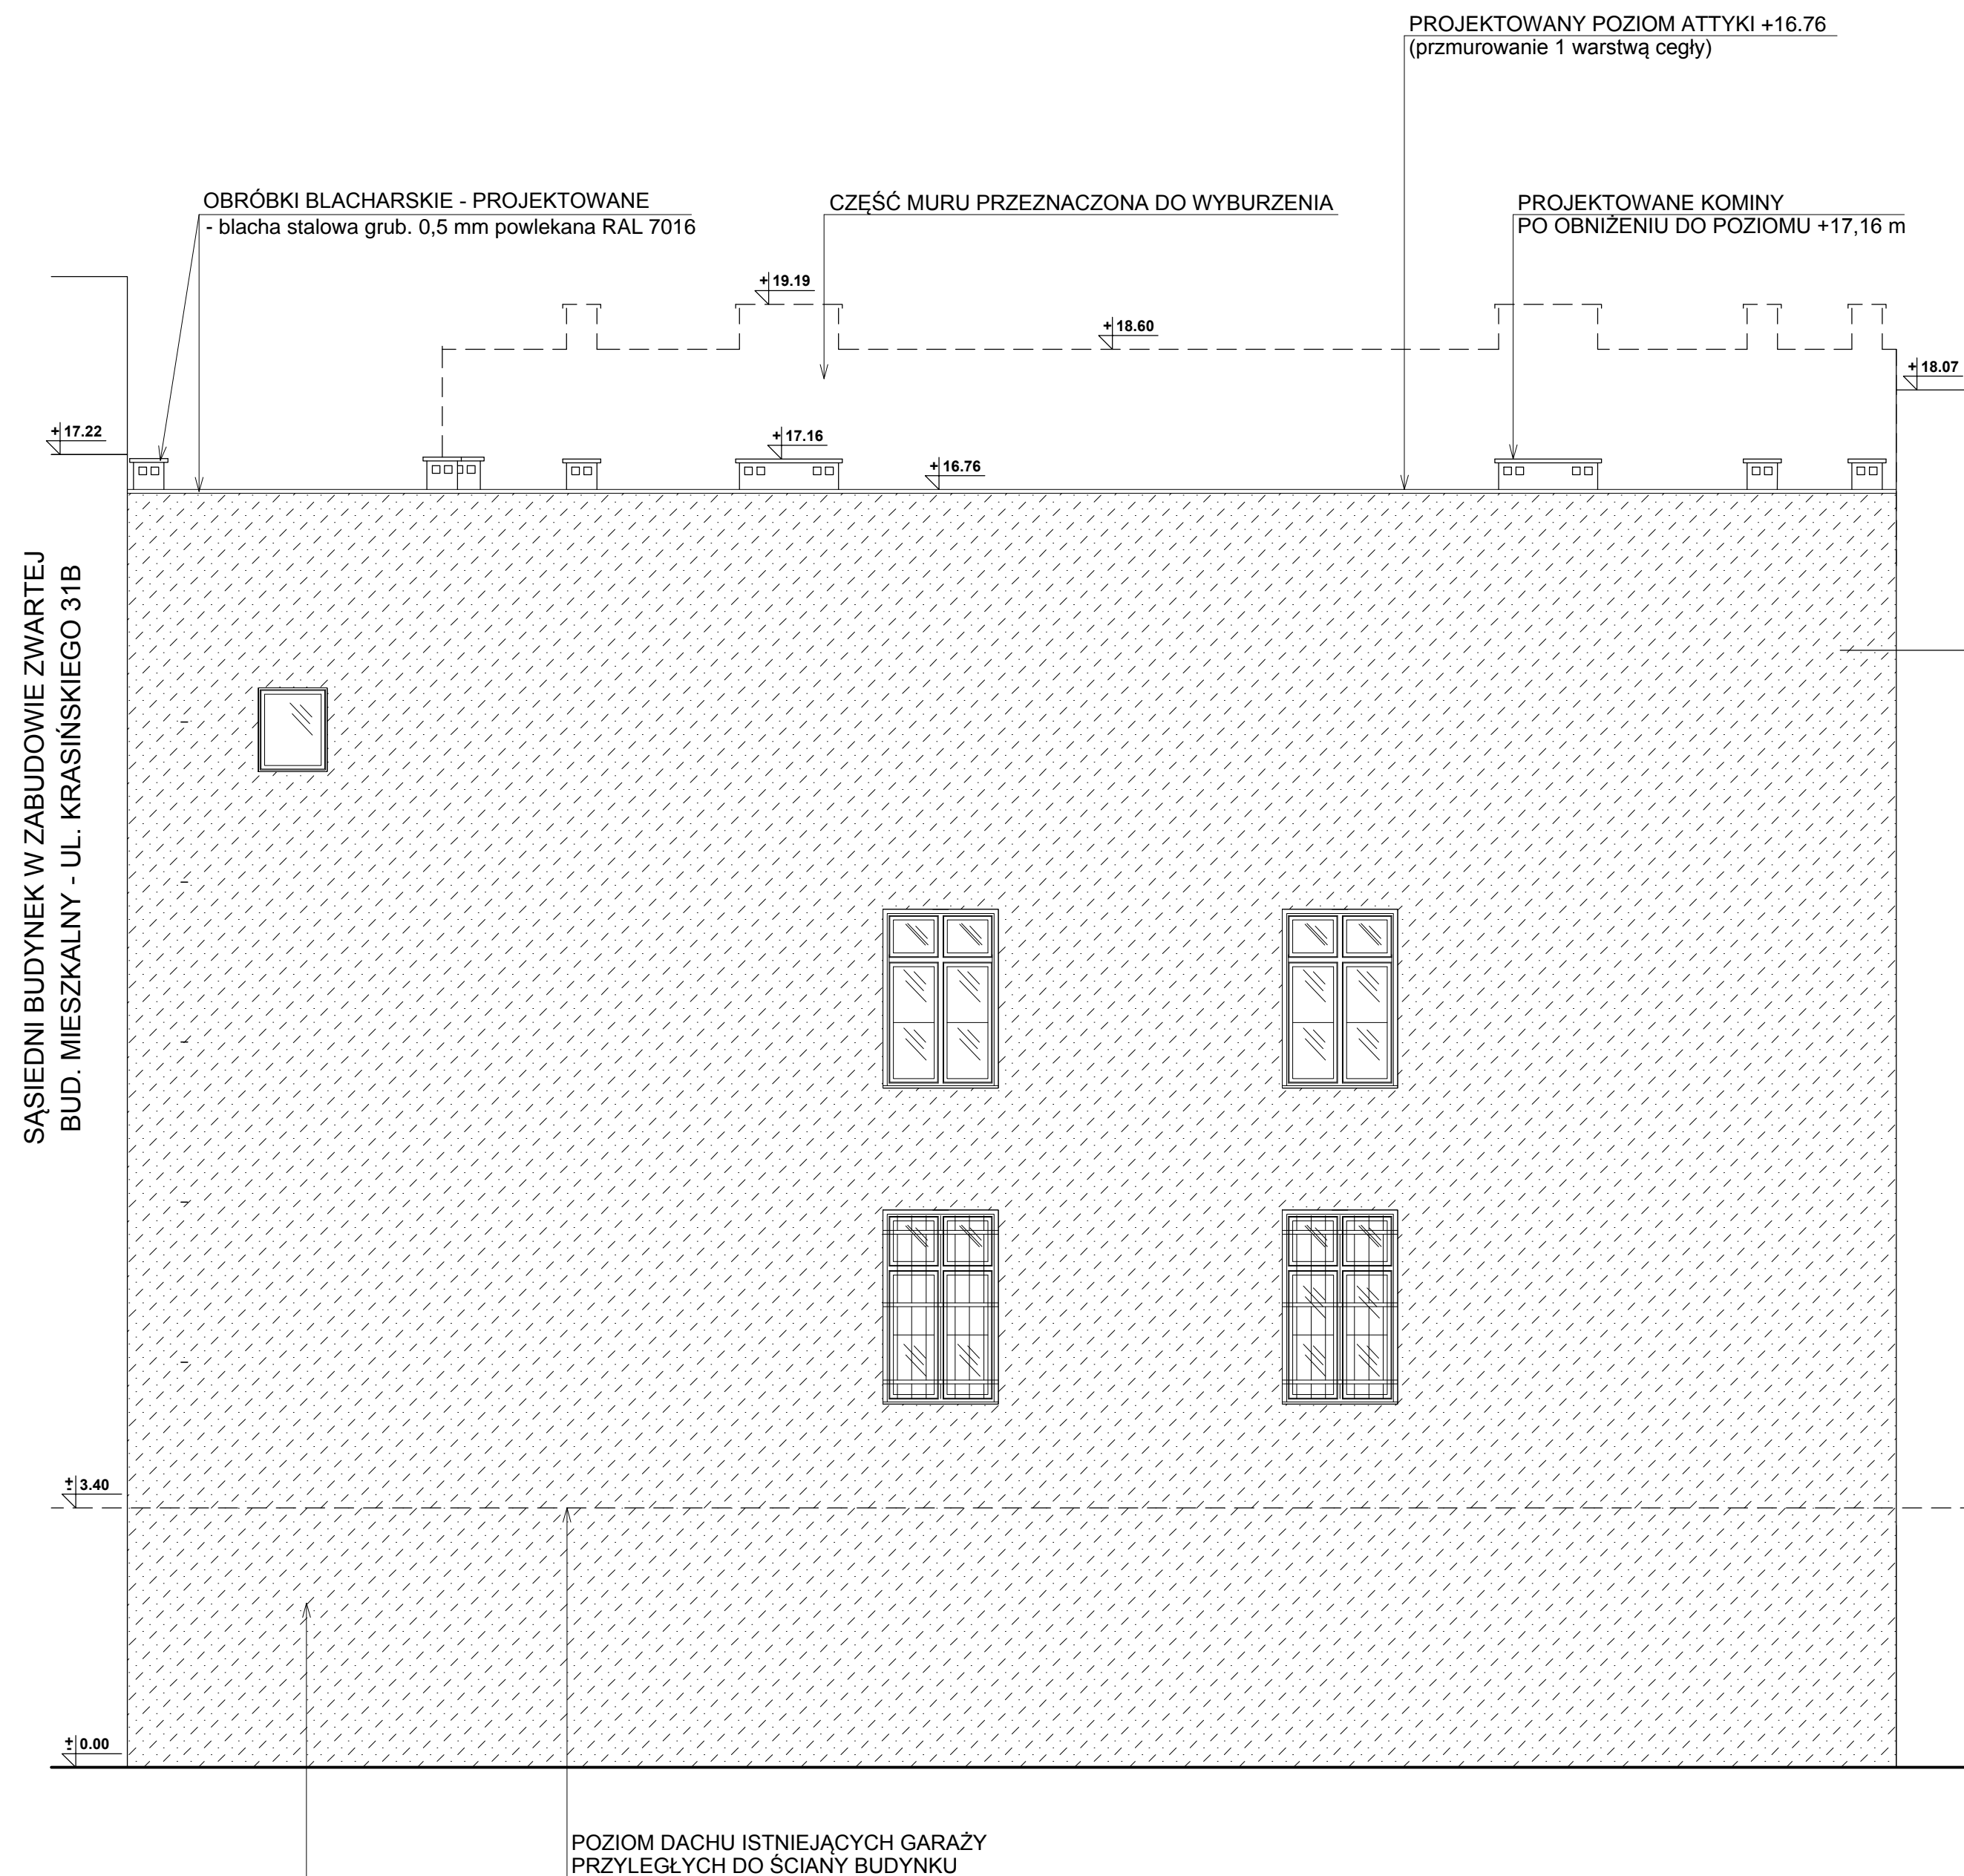 PROJEKTOWANY POZIOM ATTYKI +16.76
(przmurowanie 1 warstwą cegły)
OBRÓBKI BLACHARSKIE - PROJEKTOWANE
- blacha stalowa grub. 0,5 mm powlekana RAL 7016
CZĘŚĆ MURU PRZEZNACZONA DO WYBURZENIA
PROJEKTOWANE KOMINY
PO OBNIŻENIU DO POZIOMU +17,16 m
+ 19.19
+ 18.60
+ 18.07
+ 17.22
+ 17.16
+ 16.76
SĄSIEDNI BUDYNEK W ZABUDOWIE ZWARTEJ
BUD. MIESZKALNY - UL. KRASIŃSKIEGO 31B
± 3.40
± 0.00
POZIOM DACHU ISTNIEJĄCYCH GARAŻY
PRZYLEGŁYCH DO ŚCIANY BUDYNKU